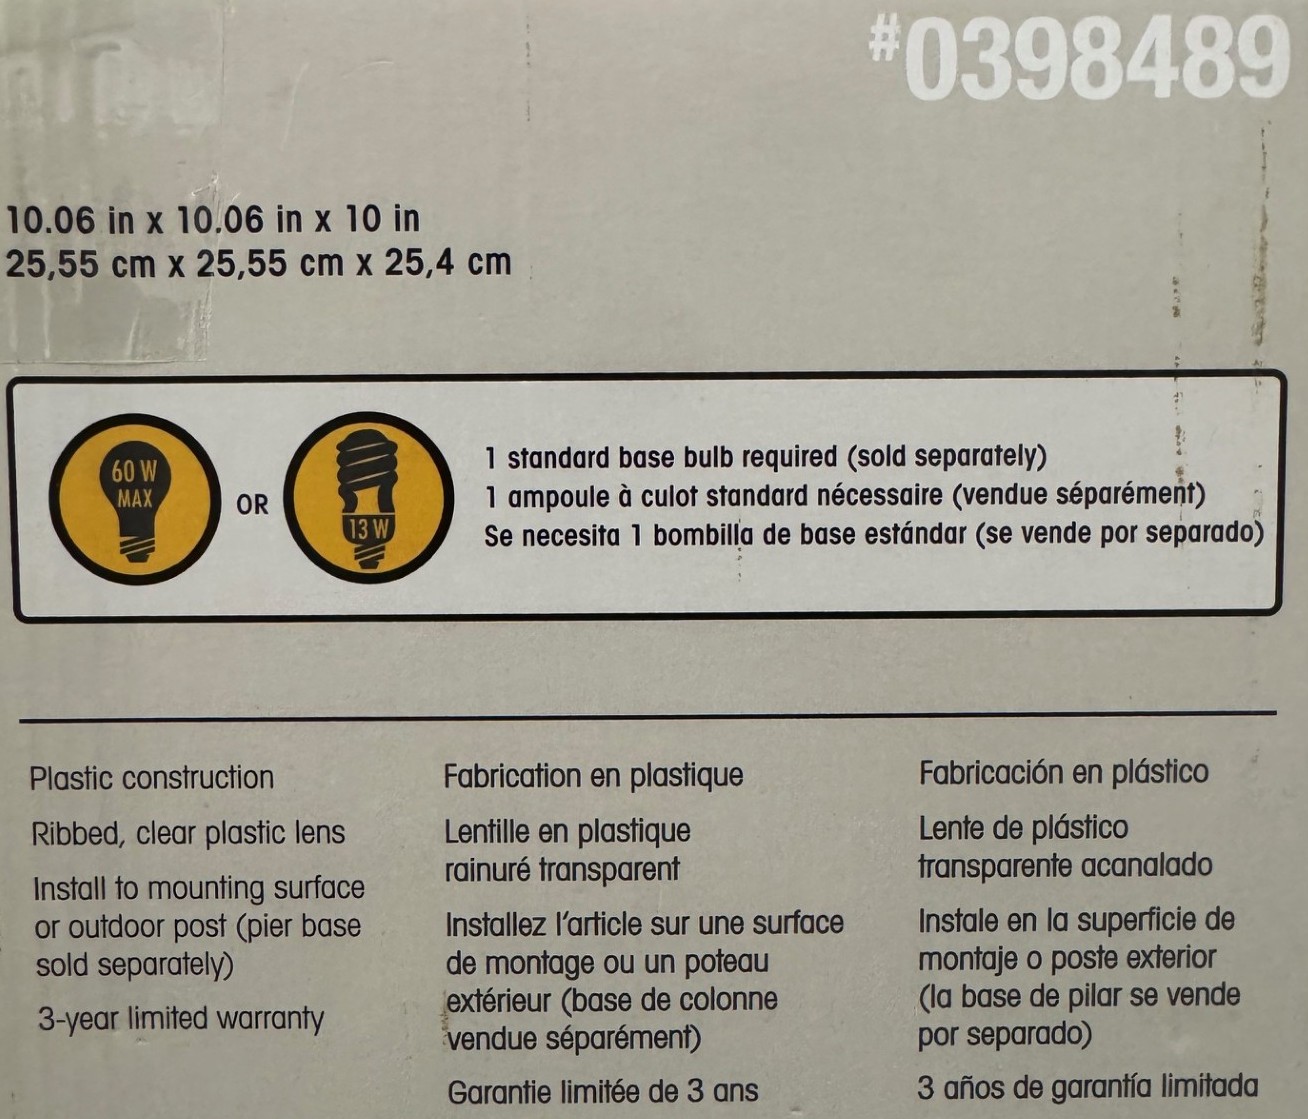 #0398489
10.06 in x 10.06 in x 10 in
25,55 cm x 25,55 cm x 25,4 cm
60 W
MAX
OR
13 W
1 standard base bulb required (sold separately)
1 ampoule à culot standard nécessaire (vendue séparément)
Se necesita 1 bombilla de base estándar (se vende por separado)
Plastic construction
Ribbed, clear plastic lens
Install to mounting surface
or outdoor post (pier base
sold separately)
3-year limited warranty
Fabrication en plastique
Lentille en plastique
rainuré transparent
Installez l'article sur une surface
de montage ou un poteau
extérieur (base de colonne
vendue séparément)
Garantie limitée de 3 ans
Fabricación en plástico
Lente de plástico
transparente acanalado
Instale en la superficie de
montaje o poste exterior
(la base de pilar se vende
por separado)
3 años de garantía limitada